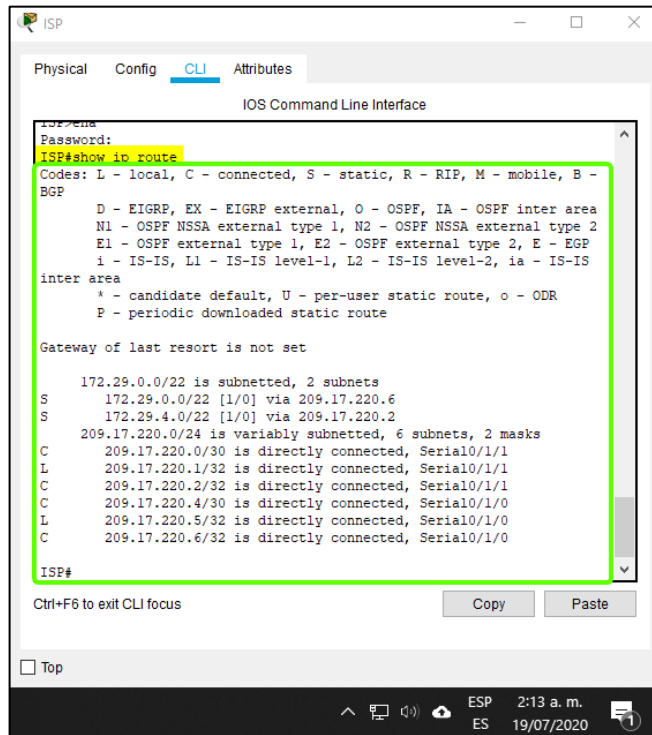 ISP
Physical Config CLI Attributes
IOS Command Line Interface
ISP>ena
Password:
ISP#show ip route
Codes: L - local, C - connected, S - static, R - RIP, M - mobile, B -
BGP
D - EIGRP, EX - EIGRP external, O - OSPF, IA - OSPF inter area
N1 - OSPF NSSA external type 1, N2 - OSPF NSSA external type 2
E1 - OSPF external type 1, E2 - OSPF external type 2, E - EGP
i - IS-IS, L1 - IS-IS level-1, L2 - IS-IS level-2, ia - IS-IS
inter area
* - candidate default, U - per-user static route, o - ODR
P - periodic downloaded static route
Gateway of last resort is not set
172.29.0.0/22 is subnetted, 2 subnets
S 172.29.0.0/22 [1/0] via 209.17.220.6
S 172.29.4.0/22 [1/0] via 209.17.220.2
209.17.220.0/24 is variably subnetted, 6 subnets, 2 masks
C 209.17.220.0/30 is directly connected, Serial0/1/1
L 209.17.220.1/32 is directly connected, Serial0/1/1
C 209.17.220.2/32 is directly connected, Serial0/1/1
C 209.17.220.4/30 is directly connected, Serial0/1/0
L 209.17.220.5/32 is directly connected, Serial0/1/0
C 209.17.220.6/32 is directly connected, Serial0/1/0
ISP#
Ctrl+F6 to exit CLI focus Copy Paste
Top
ESP 2:13 a. m.
ES 19/07/2020 1